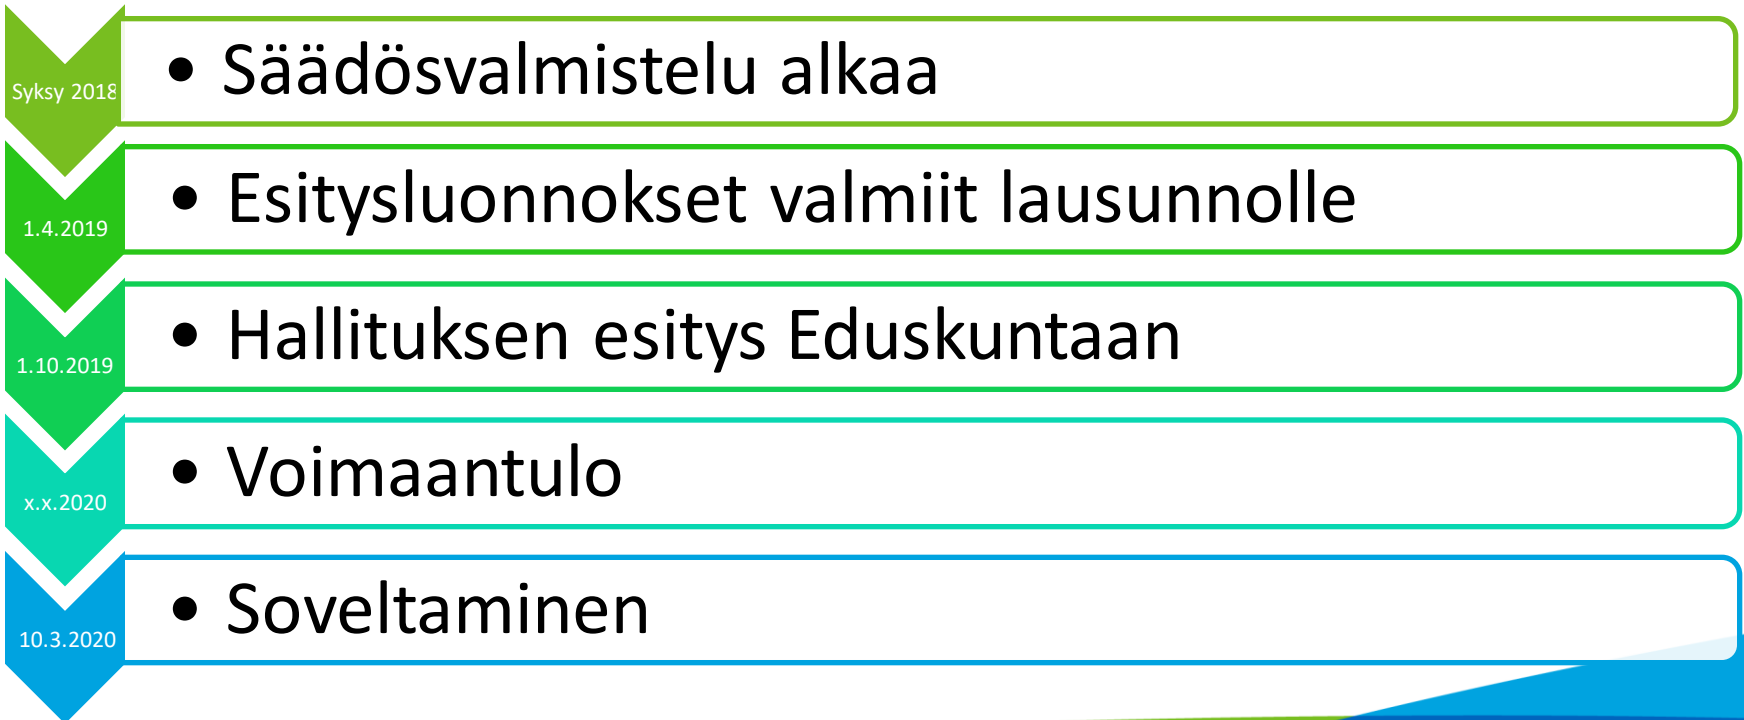 Syksy 2018
• Säädösvalmistelu alkaa
1.4.2019
• Esitysluonnokset valmiit lausunnolle
1.10.2019
• Hallituksen esitys Eduskuntaan
x.x.2020
• Voimaantulo
10.3.2020
• Soveltaminen